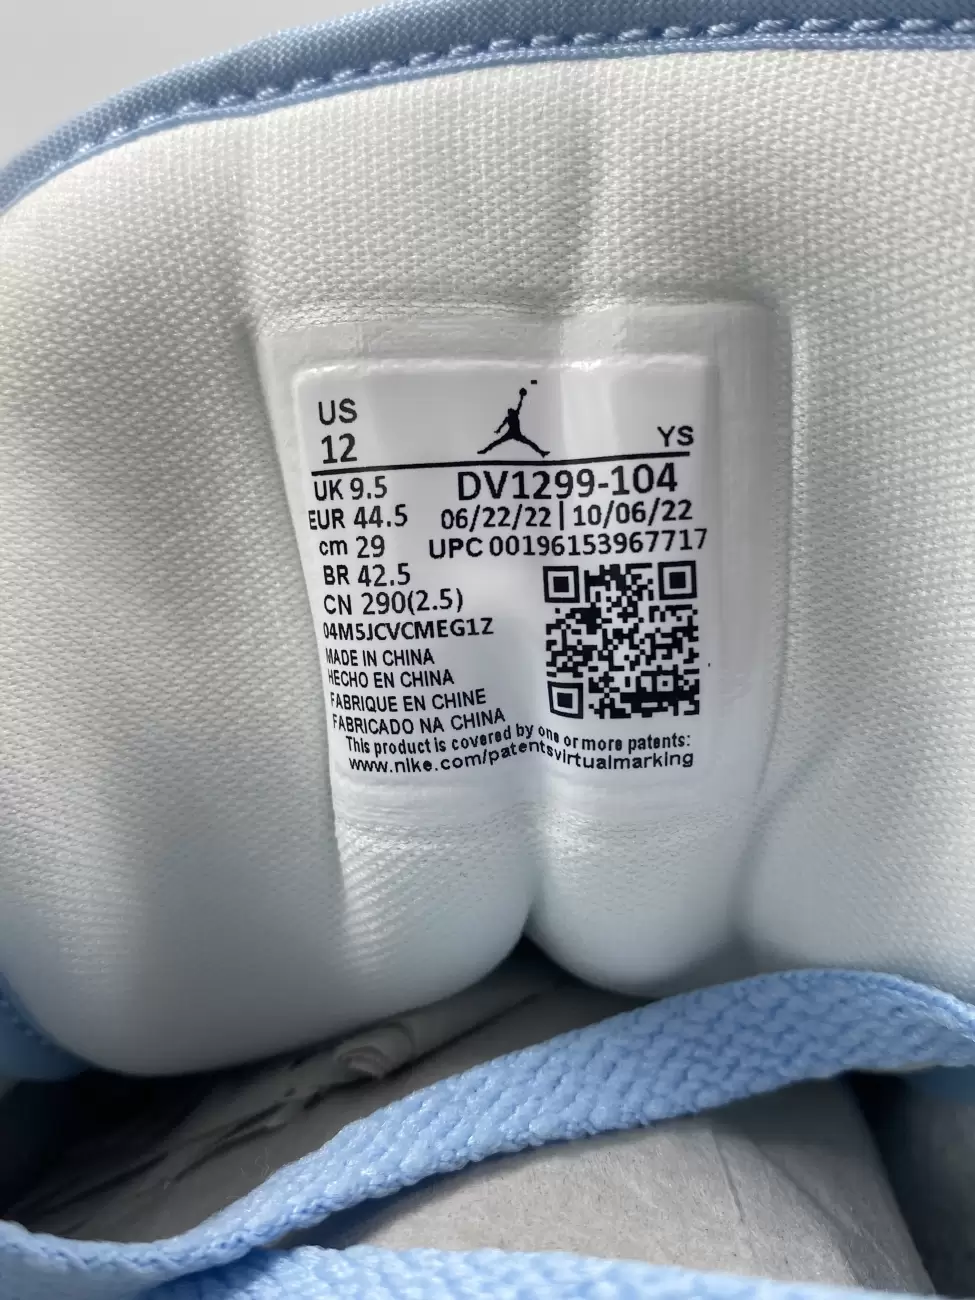 US
12
YS
UK 9.5
DV1299-104
EUR 44.5
06/22/22 | 10/06/22
cm 29
UPC 00196153967717
BR 42.5
CN 290(2.5)
04M5JCVCMEG1Z
MADE IN CHINA
HECHO EN CHINA
FABRIQUE EN CHINE
FABRICADO NA CHINA
This product is covered by one or more patents:
www.nike.com/patentsvirtualmarking